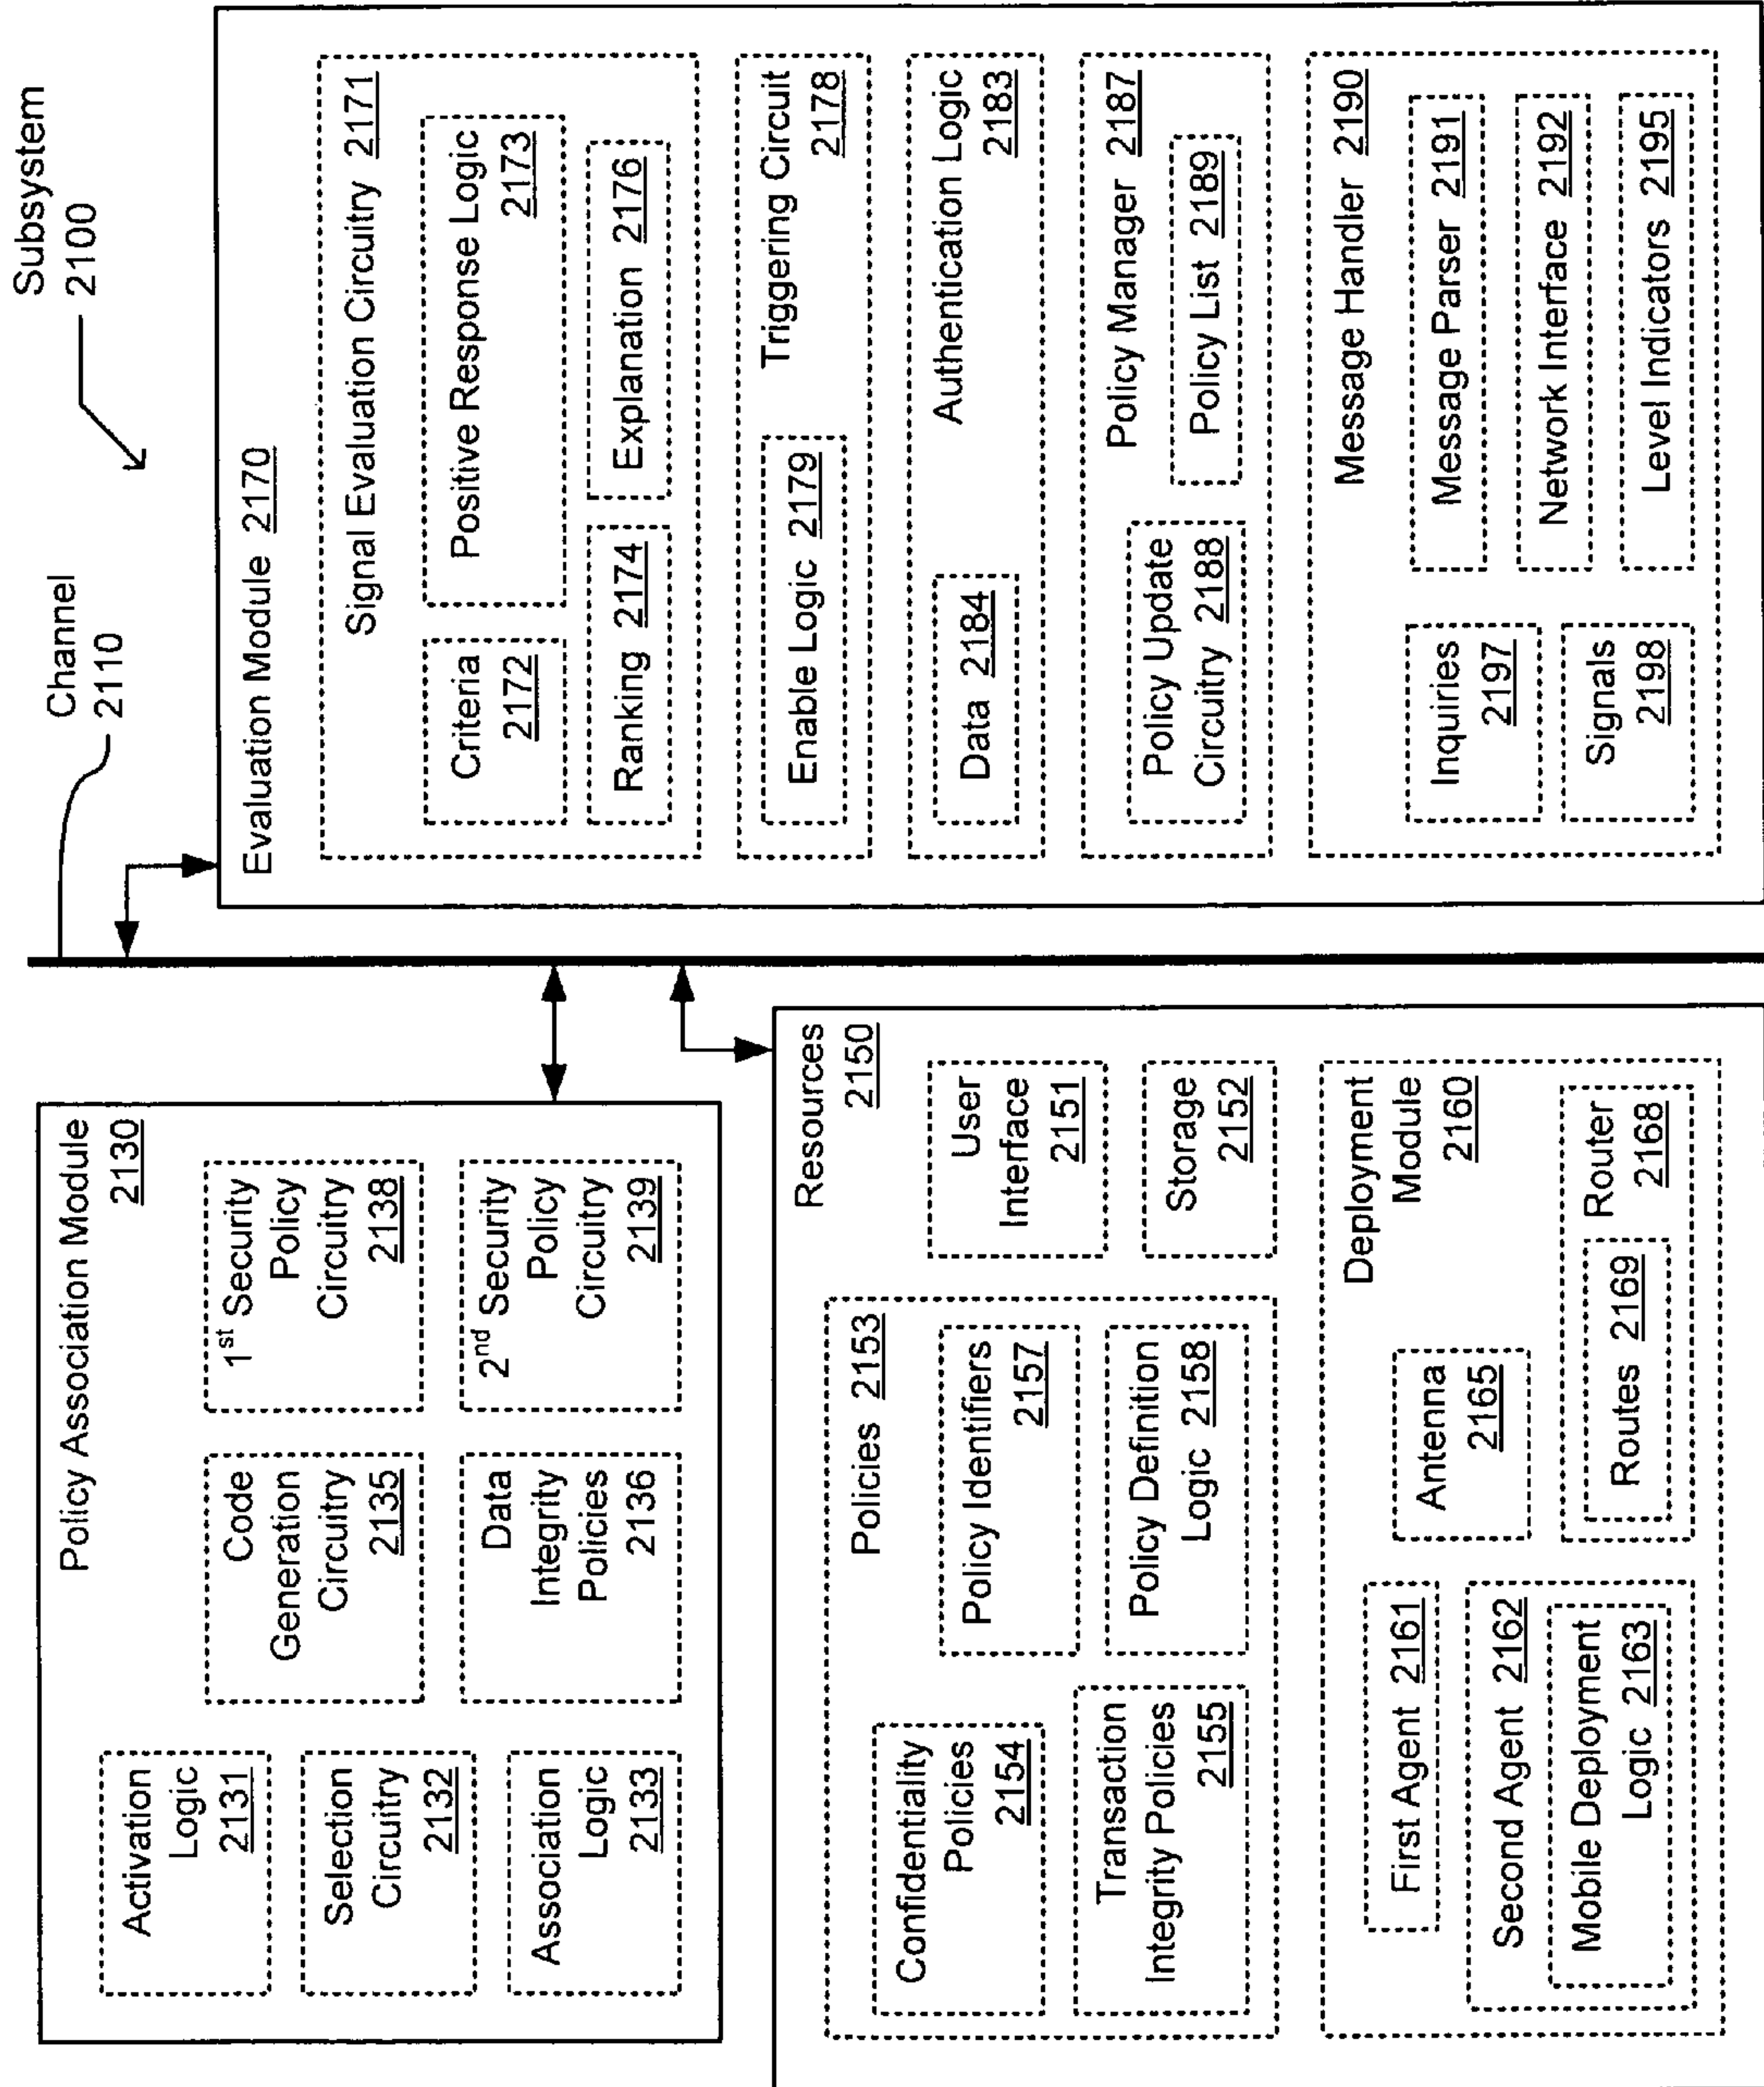 Subsystem
2100
Channel
2110
Policy Association Module
2130
Activation
Logic
2131
Code
Generation
Circuitry
2135
1st Security
Policy
Circuitry
2138
Selection
Circuitry
2132
Association
Logic
2133
Data
Integrity
Policies
2136
2nd Security
Policy
Circuitry
2139
Resources
2150
Policies 2153
Confidentiality
Policies
2154
Policy Identifiers
2157
Transaction
Integrity Policies
2155
Policy Definition
Logic 2158
User
Interface
2151
Storage
2152
Deployment
Module
2160
First Agent 2161
Second Agent 2162
Mobile Deployment
Logic 2163
Antenna
2165
Router
2168
Routes 2169
Evaluation Module 2170
Signal Evaluation Circuitry 2171
Criteria
2172
Positive Response Logic
2173
Ranking 2174
Explanation 2176
Triggering Circuit
2178
Enable Logic 2179
Authentication Logic
2183
Data 2184
Policy Manager 2187
Policy Update
Circuitry 2188
Policy List 2189
Message Handler 2190
Inquiries
2197
Signals
2198
Message Parser 2191
Network Interface 2192
Level Indicators 2195